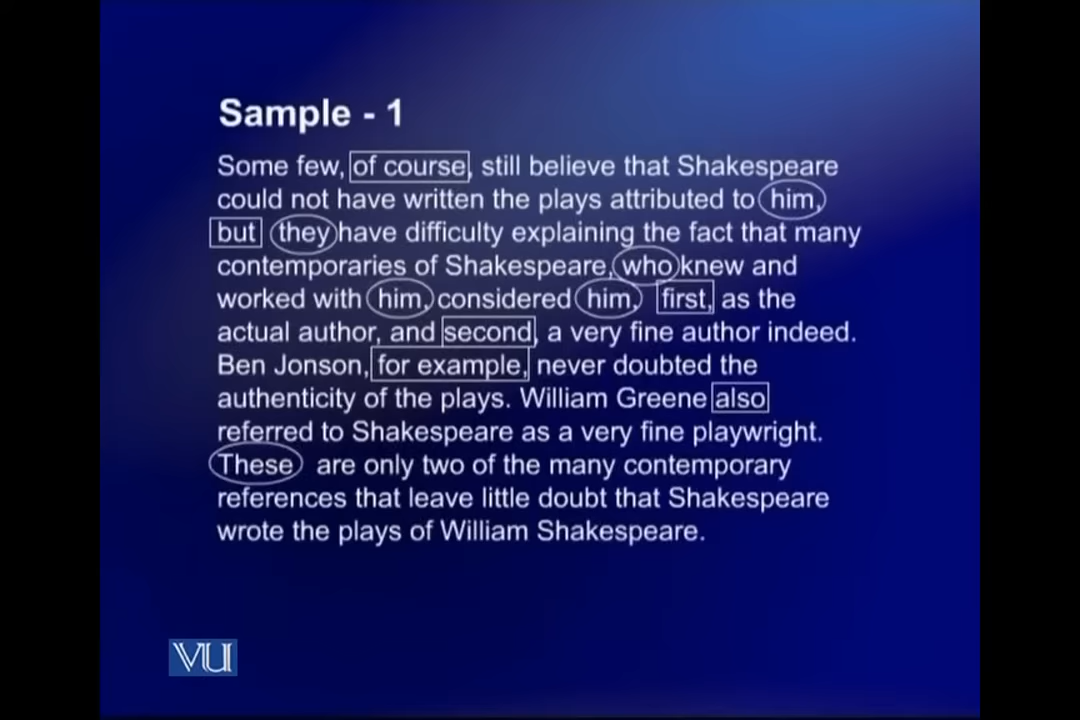 Sample - 1
Some few, of course, still believe that Shakespeare
could not have written the plays attributed to him,
but they have difficulty explaining the fact that many
contemporaries of Shakespeare, who knew and
worked with him, considered him, first, as the
actual author, and second, a very fine author indeed.
Ben Jonson, for example, never doubted the
authenticity of the plays. William Greene also
referred to Shakespeare as a very fine playwright.
These are only two of the many contemporary
references that leave little doubt that Shakespeare
wrote the plays of William Shakespeare.
VU